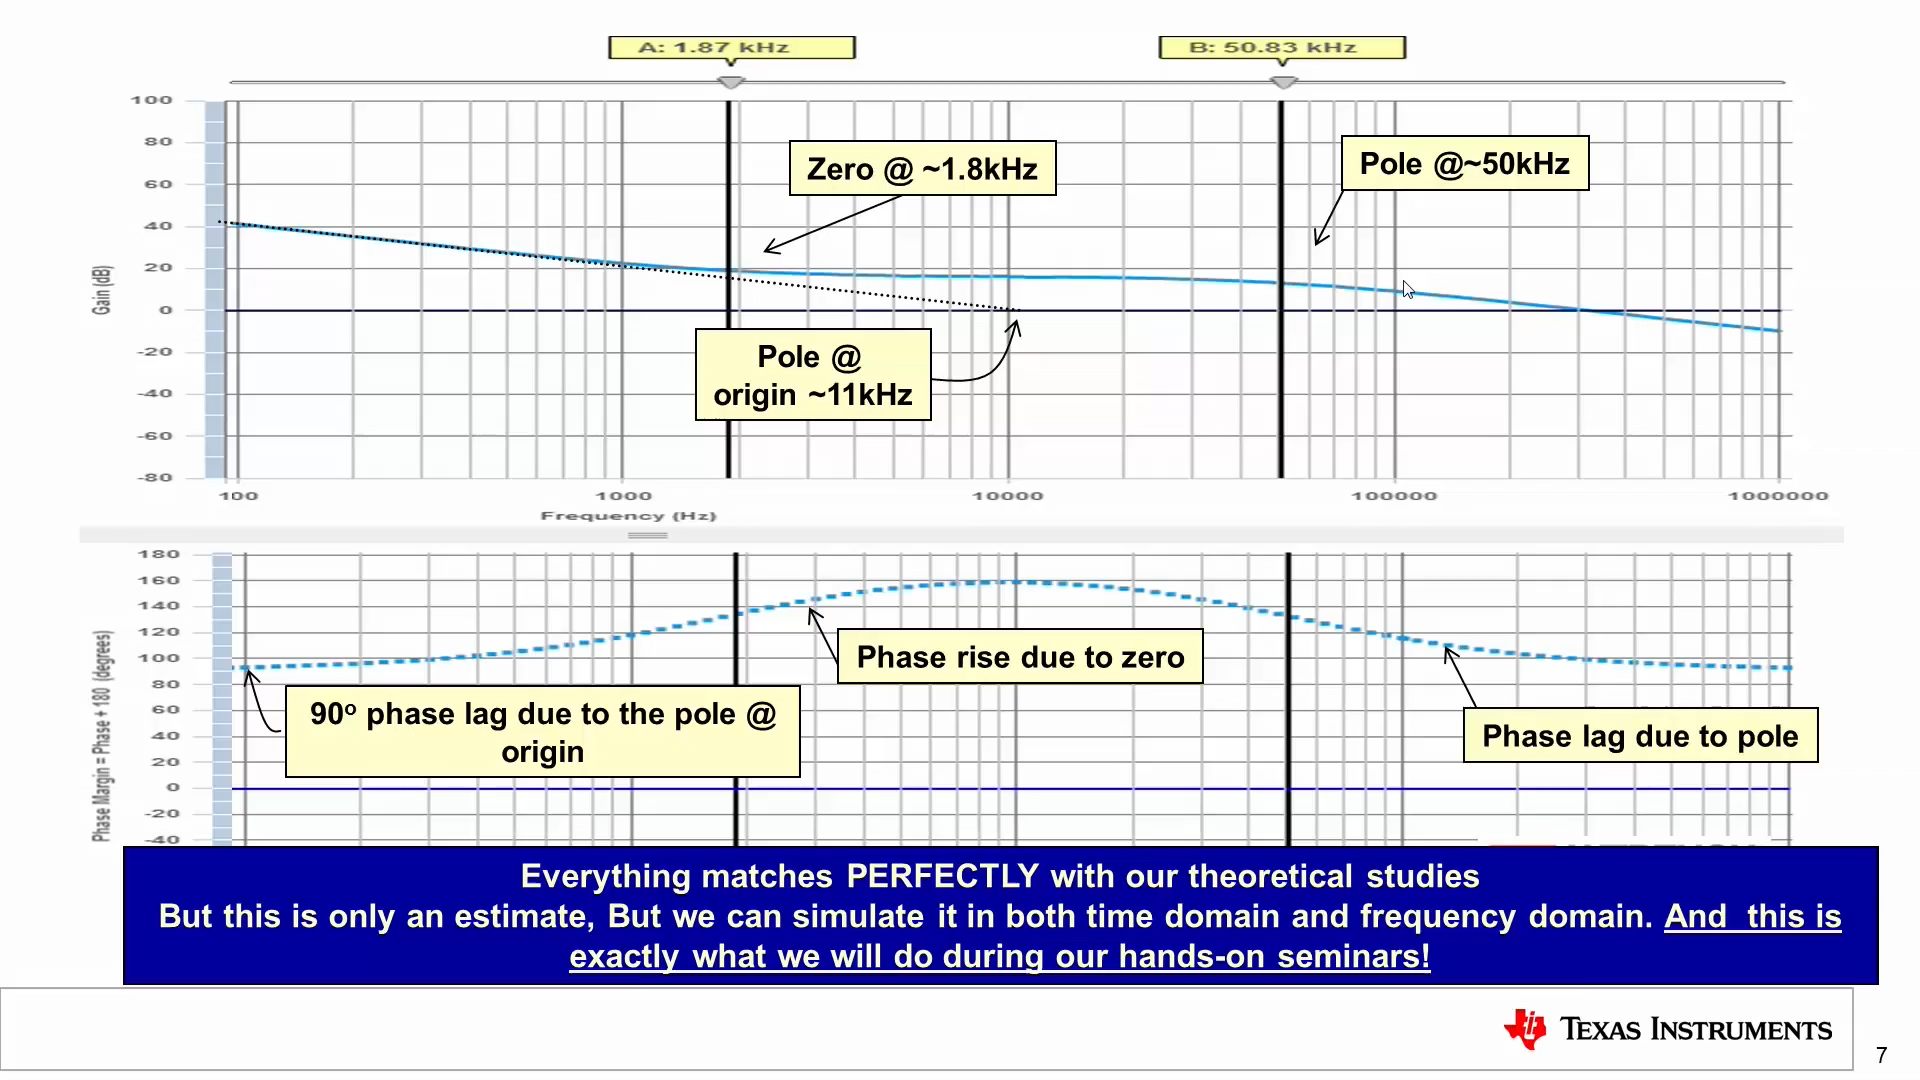 A: 1.87 kHz
B: 50.83 kHz
100
80
60
40
20
0
-20
-40
-60
-80
Gain (dB)
Zero @ ~1.8kHz
Pole @~50kHz
Pole @
origin ~11kHz
100 1000 10000 100000 1000000
Frequency (Hz)
180
160
140
120
100
80
60
40
20
0
-20
-40
Phase Margin = Phase + 180 (degrees)
Phase rise due to zero
90o phase lag due to the pole @
origin
Phase lag due to pole
Everything matches PERFECTLY with our theoretical studies
But this is only an estimate, But we can simulate it in both time domain and frequency domain. And this is
exactly what we will do during our hands-on seminars!
TEXAS INSTRUMENTS
7